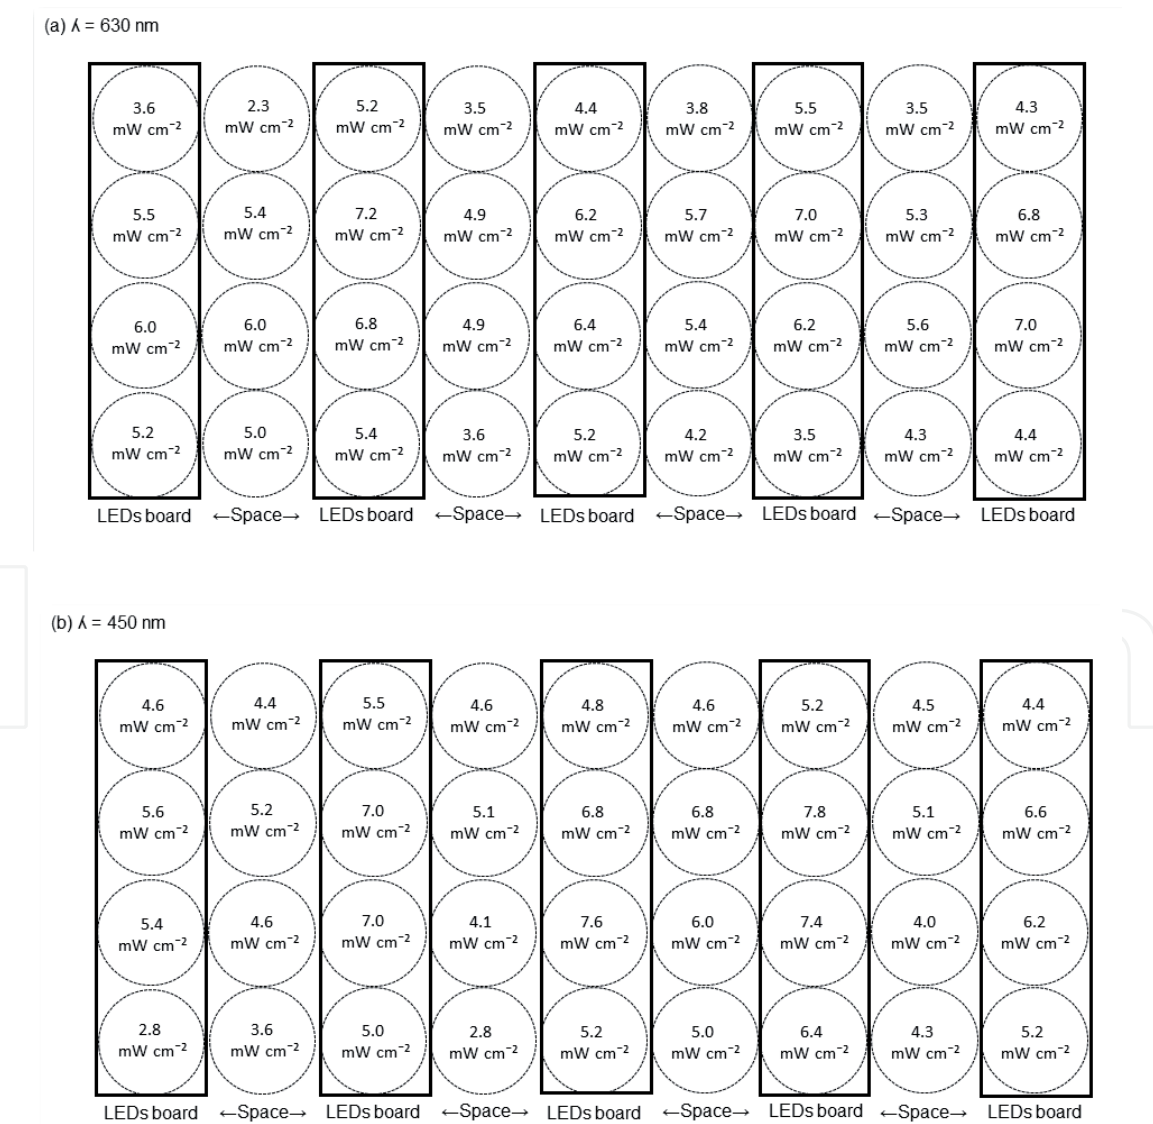 (a) ʎ = 630 nm
3.6 2.3 5.2 3.5 4.4 3.8 5.5 3.5 4.3
mW cm⁻² mW cm⁻² mW cm⁻² mW cm⁻² mW cm⁻² mW cm⁻² mW cm⁻² mW cm⁻² mW cm⁻²
5.5 5.4 7.2 4.9 6.2 5.7 7.0 5.3 6.8
mW cm⁻² mW cm⁻² mW cm⁻² mW cm⁻² mW cm⁻² mW cm⁻² mW cm⁻² mW cm⁻² mW cm⁻²
6.0 6.0 6.8 4.9 6.4 5.4 6.2 5.6 7.0
mW cm⁻² mW cm⁻² mW cm⁻² mW cm⁻² mW cm⁻² mW cm⁻² mW cm⁻² mW cm⁻² mW cm⁻²
5.2 5.0 5.4 3.6 5.2 4.2 3.5 4.3 4.4
mW cm⁻² mW cm⁻² mW cm⁻² mW cm⁻² mW cm⁻² mW cm⁻² mW cm⁻² mW cm⁻² mW cm⁻²
LEDs board ←Space→ LEDs board ←Space→ LEDs board ←Space→ LEDs board ←Space→ LEDs board
(b) ʎ = 450 nm
4.6 4.4 5.5 4.6 4.8 4.6 5.2 4.5 4.4
mW cm⁻² mW cm⁻² mW cm⁻² mW cm⁻² mW cm⁻² mW cm⁻² mW cm⁻² mW cm⁻² mW cm⁻²
5.6 5.2 7.0 5.1 6.8 6.8 7.8 5.1 6.6
mW cm⁻² mW cm⁻² mW cm⁻² mW cm⁻² mW cm⁻² mW cm⁻² mW cm⁻² mW cm⁻² mW cm⁻²
5.4 4.6 7.0 4.1 7.6 6.0 7.4 4.0 6.2
mW cm⁻² mW cm⁻² mW cm⁻² mW cm⁻² mW cm⁻² mW cm⁻² mW cm⁻² mW cm⁻² mW cm⁻²
2.8 3.6 5.0 2.8 5.2 5.0 6.4 4.3 5.2
mW cm⁻² mW cm⁻² mW cm⁻² mW cm⁻² mW cm⁻² mW cm⁻² mW cm⁻² mW cm⁻² mW cm⁻²
LEDs board ←Space→ LEDs board ←Space→ LEDs board ←Space→ LEDs board ←Space→ LEDs board